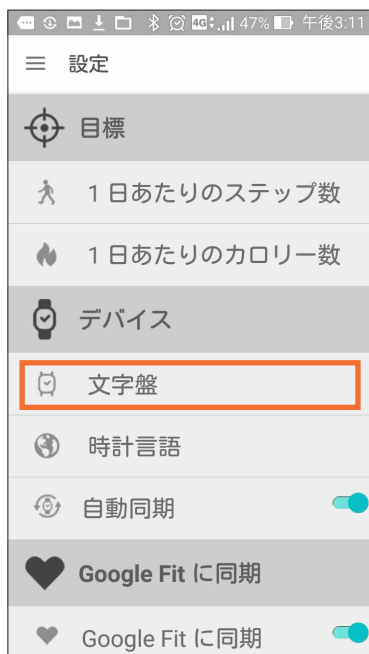 47% 午後3:11
設定
目標
1日あたりのステップ数
1日あたりのカロリー数
デバイス
文字盤
時計言語
自動同期
Google Fit に同期
Google Fit に同期